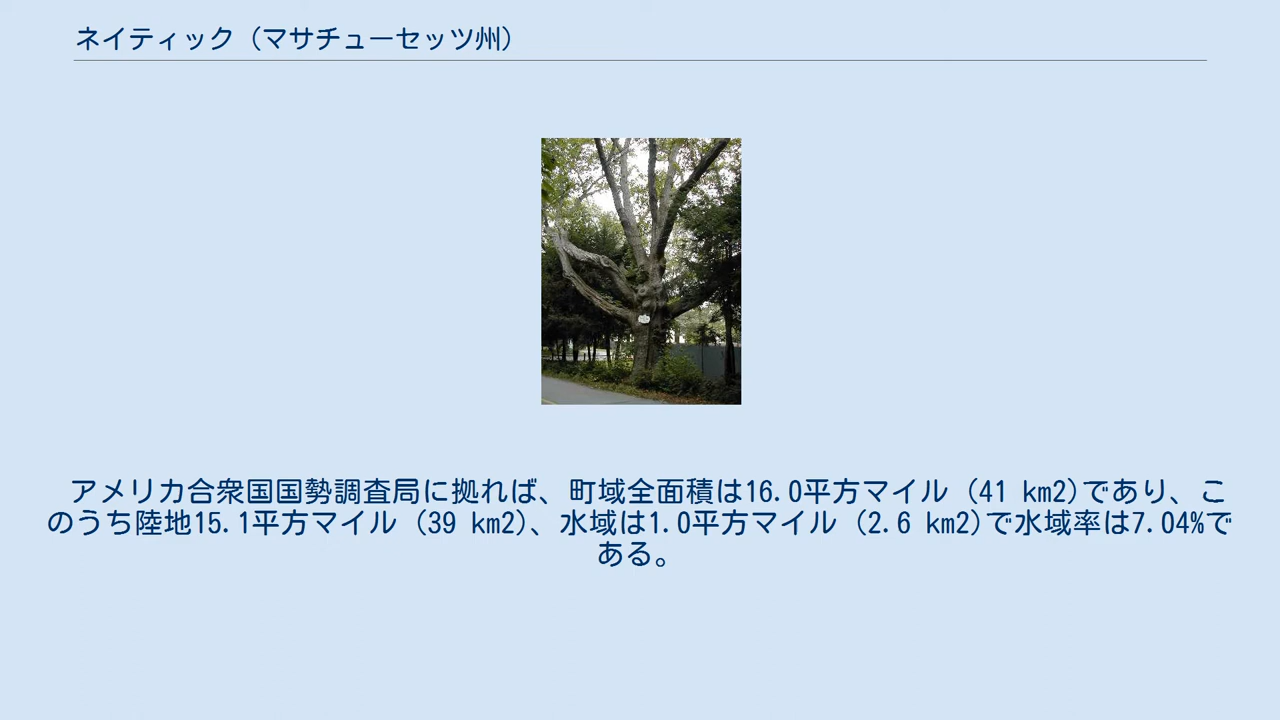 ネイティック（マサチューセッツ州）
アメリカ合衆国国勢調査局に拠れば、町域全面積は16.0平方マイル (41 km2)であり、こ
のうち陸地15.1平方マイル (39 km2)、水域は1.0平方マイル (2.6 km2)で水域率は7.04%で
ある。